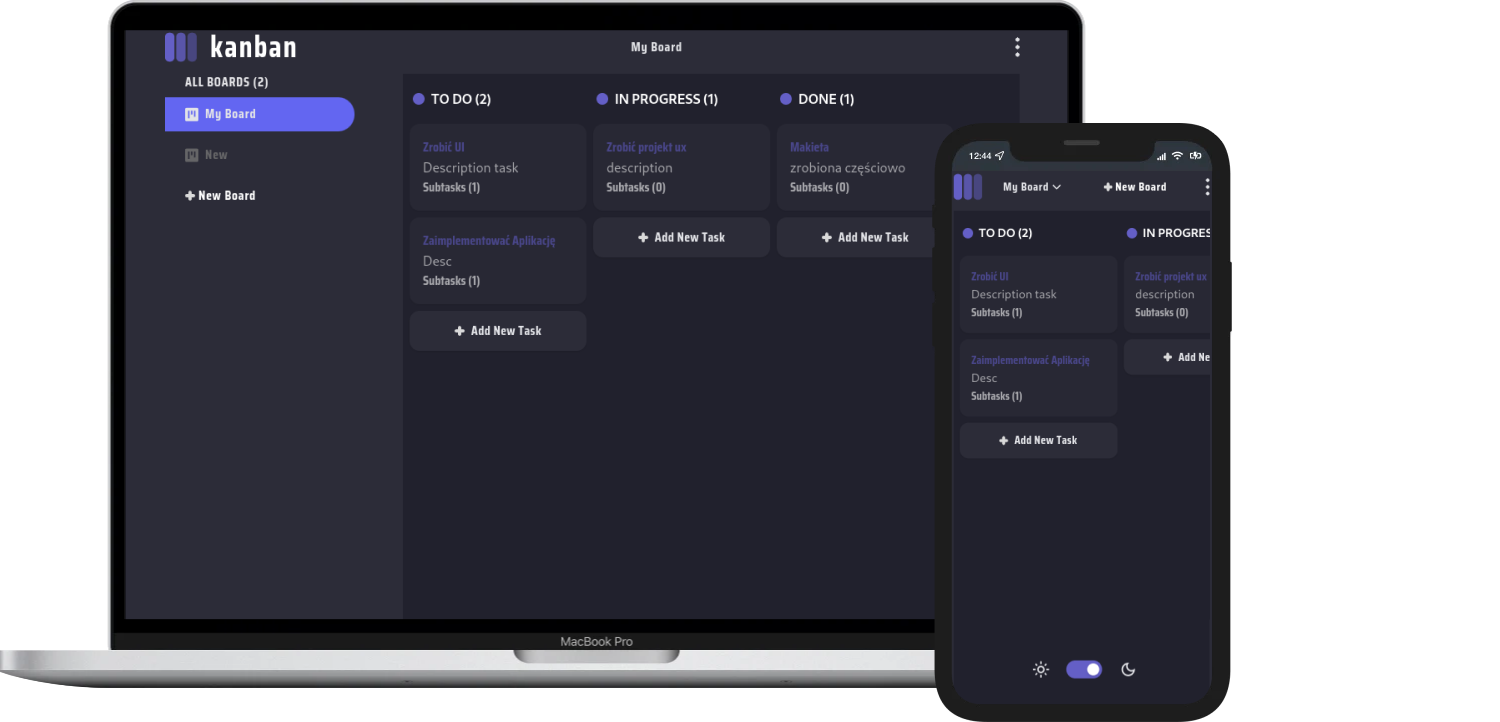 kanban
My Board
ALL BOARDS (2)
My Board
New
+ New Board
TO DO (2)
Zrobić UI
Description task
Subtasks (1)
Zaimplementować Aplikację
Desc
Subtasks (1)
+ Add New Task
IN PROGRESS (1)
Zrobić projekt ux
description
Subtasks (0)
+ Add New Task
DONE (1)
Makieta
zrobiona częściowo
Subtasks (0)
+ Add New Task
MacBook Pro
12:44
My Board
+ New Board
TO DO (2)
Zrobić UI
Description task
Subtasks (1)
Zaimplementować Aplikację
Desc
Subtasks (1)
+ Add New Task
IN PROGRES
Zrobić projekt ux
description
Subtasks (0)
+ Add Ne